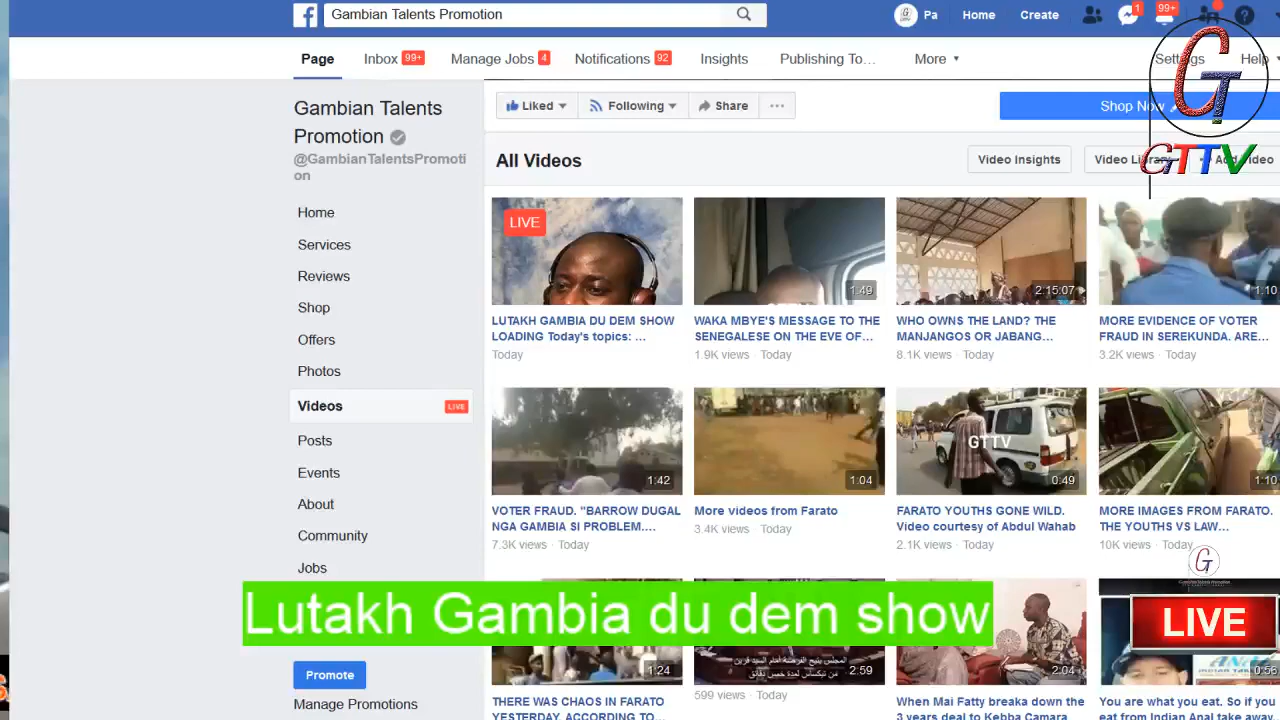 Gambian Talents Promotion
Pa
Home
Create
1
99+
Page
Inbox 99+
Manage Jobs 4
Notifications 92
Insights
Publishing To…
More
Settings
Help
GT
GTTV
Gambian Talents
Promotion
@GambianTalentsPromoti
on
Liked
Following
Share
Shop Now
All Videos
Video Insights
Video Library
Add Video
Home
Services
Reviews
Shop
Offers
Photos
Videos LIVE
Posts
Events
About
Community
Jobs
Promote
Manage Promotions
LIVE
LUTAKH GAMBIA DU DEM SHOW
LOADING Today's topics: …
Today
1:49
WAKA MBYE'S MESSAGE TO THE
SENEGALESE ON THE EVE OF…
1.9K views · Today
2:15:07
WHO OWNS THE LAND? THE
MANJANGOS OR JABANG…
8.1K views · Today
1:10
MORE EVIDENCE OF VOTER
FRAUD IN SEREKUNDA. ARE…
3.2K views · Today
1:42
VOTER FRAUD. "BARROW DUGAL
NGA GAMBIA SI PROBLEM….
7.3K views · Today
1:04
More videos from Farato
3.4K views · Today
GTTV
0:49
FARATO YOUTHS GONE WILD.
Video courtesy of Abdul Wahab
2.1K views · Today
1:10
MORE IMAGES FROM FARATO.
THE YOUTHS VS LAW…
10K views · Today
Lutakh Gambia du dem show
LIVE
1:24
THERE WAS CHAOS IN FARATO
YESTERDAY, ACCORDING TO…
2:59
599 views · Today
2:04
When Mai Fatty breaka down the
3 years deal to Kebba Camara
0:56
You are what you eat. So if you
eat from Indian Anal take away